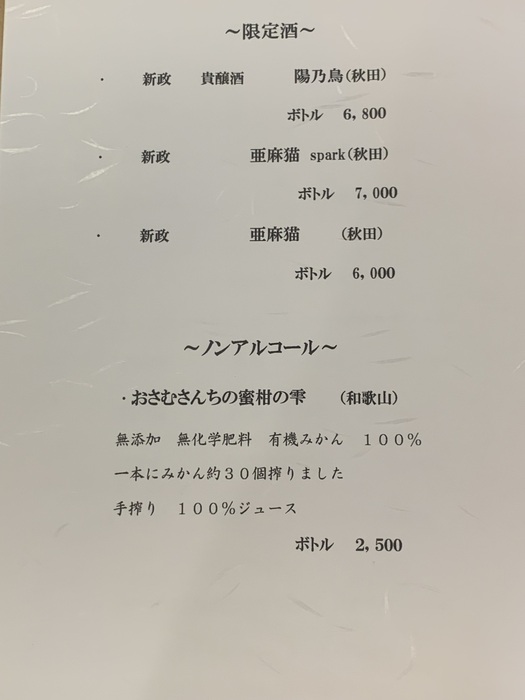 ～限定酒～
・ 新政 貴醸酒 陽乃鳥(秋田)
ボトル 6,800
・ 新政 亜麻猫 spark(秋田)
ボトル 7,000
・ 新政 亜麻猫 (秋田)
ボトル 6,000
～ノンアルコール～
・おさむさんちの蜜柑の雫 (和歌山)
無添加 無化学肥料 有機みかん １００％
一本にみかん約３０個搾りました
手搾り １００％ジュース
ボトル 2,500